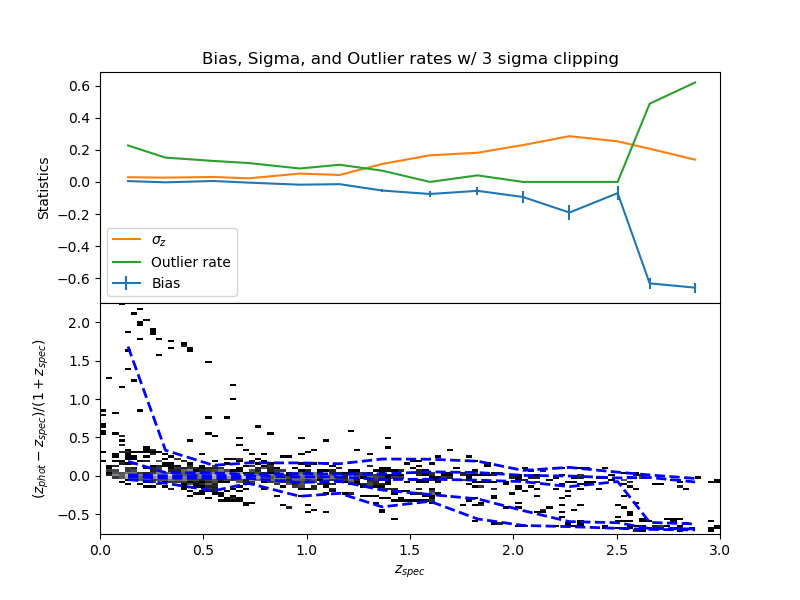 Bias, Sigma, and Outlier rates w/ 3 sigma clipping
0.6
0.4
0.2
0.0
−0.2
−0.4
−0.6
Statistics
σz
Outlier rate
Bias
2.0
1.5
1.0
0.5
0.0
−0.5
(zphot − zspec)/(1 + zspec)
0.0 0.5 1.0 1.5 2.0 2.5 3.0
zspec